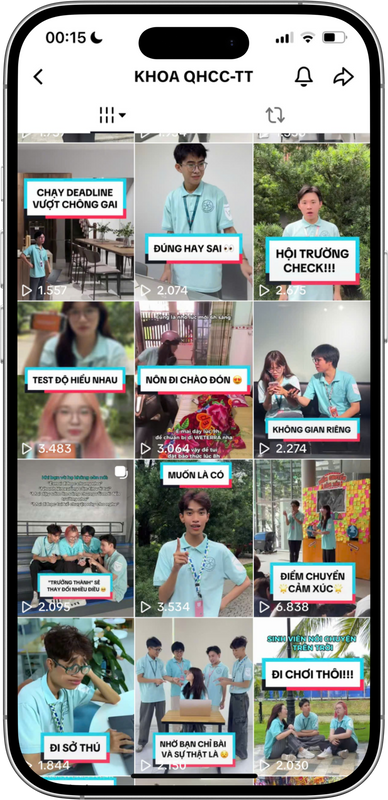 00:15
KHOA QHCC-TT
CHẠY DEADLINE
VƯỢT CHÔNG GAI
1.557
ĐÚNG HAY SAI 👀
2.074
HỘI TRƯỜNG
CHECK!!!
2.675
TEST ĐỘ HIỂU NHAU
3.483
NÔN ĐI CHÀO ĐÓN 😍
3.064
KHÔNG GIAN RIÊNG
2.274
"TRƯỞNG THÀNH" SẼ
THAY ĐỔI NHIỀU ĐIỀU 🥹
2.095
MUỐN LÀ CÓ
3.534
ĐIỂM CHUYỂN
💫CẢM XÚC💫
6.838
ĐI SỞ THÚ
1.844
NHỜ BẠN CHỈ BÀI
VÀ SỰ THẬT LÀ 😔
SINH VIÊN NÓI CHUYỆN
TRÊN TRỜI
ĐI CHƠI THÔI!!!!
2.030